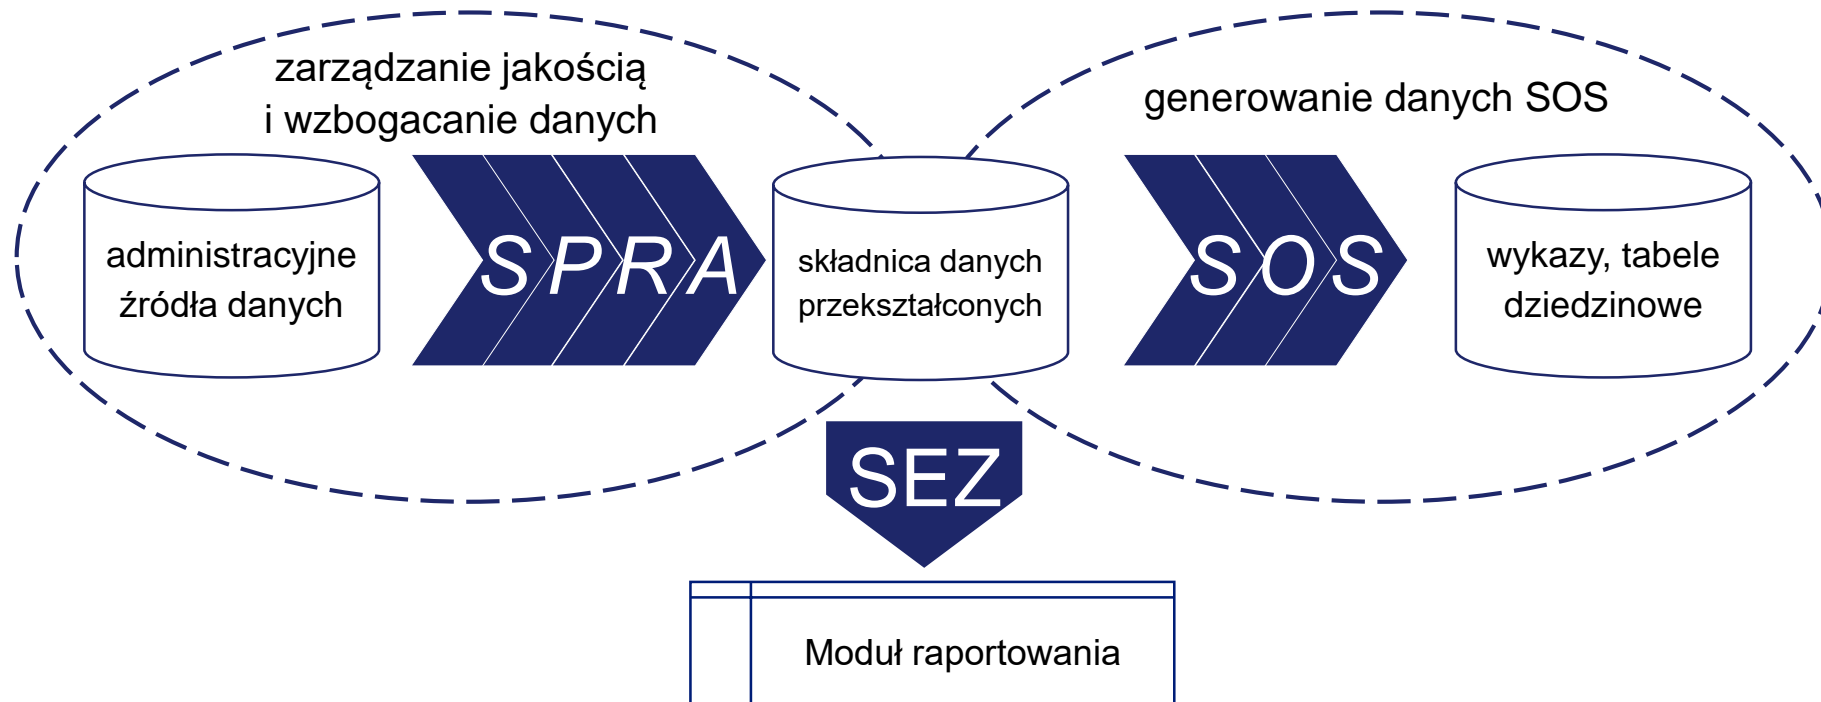 zarządzanie jakością
i wzbogacanie danych
generowanie danych SOS
administracyjne
źródła danych
SPRA
składnica danych
przekształconych
SOS
wykazy, tabele
dziedzinowe
SEZ
Moduł raportowania